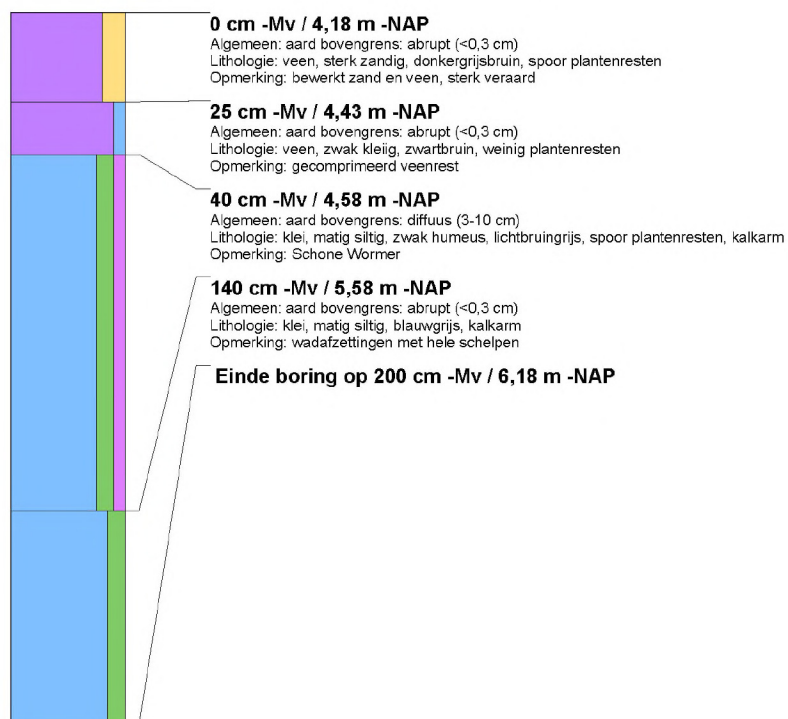 0 cm -Mv / 4,18 m -NAP
Algemeen: aard bovengrens: abrupt (<0,3 cm)
Lithologie: veen, sterk zandig, donkergrijsbruin, spoor plantenresten
Opmerking: bewerkt zand en veen, sterk veraard
25 cm -Mv / 4,43 m -NAP
Algemeen: aard bovengrens: abrupt (<0,3 cm)
Lithologie: veen, zwak kleiig, zwartbruin, weinig plantenresten
Opmerking: gecomprimeerd veenrest
40 cm -Mv / 4,58 m -NAP
Algemeen: aard bovengrens: diffuus (3-10 cm)
Lithologie: klei, matig siltig, zwak humeus, lichtbruingrijs, spoor plantenresten, kalkarm
Opmerking: Schone Wormer
140 cm -Mv / 5,58 m -NAP
Algemeen: aard bovengrens: abrupt (<0,3 cm)
Lithologie: klei, matig siltig, blauwgrijs, kalkarm
Opmerking: wadafzettingen met hele schelpen
Einde boring op 200 cm -Mv / 6,18 m -NAP